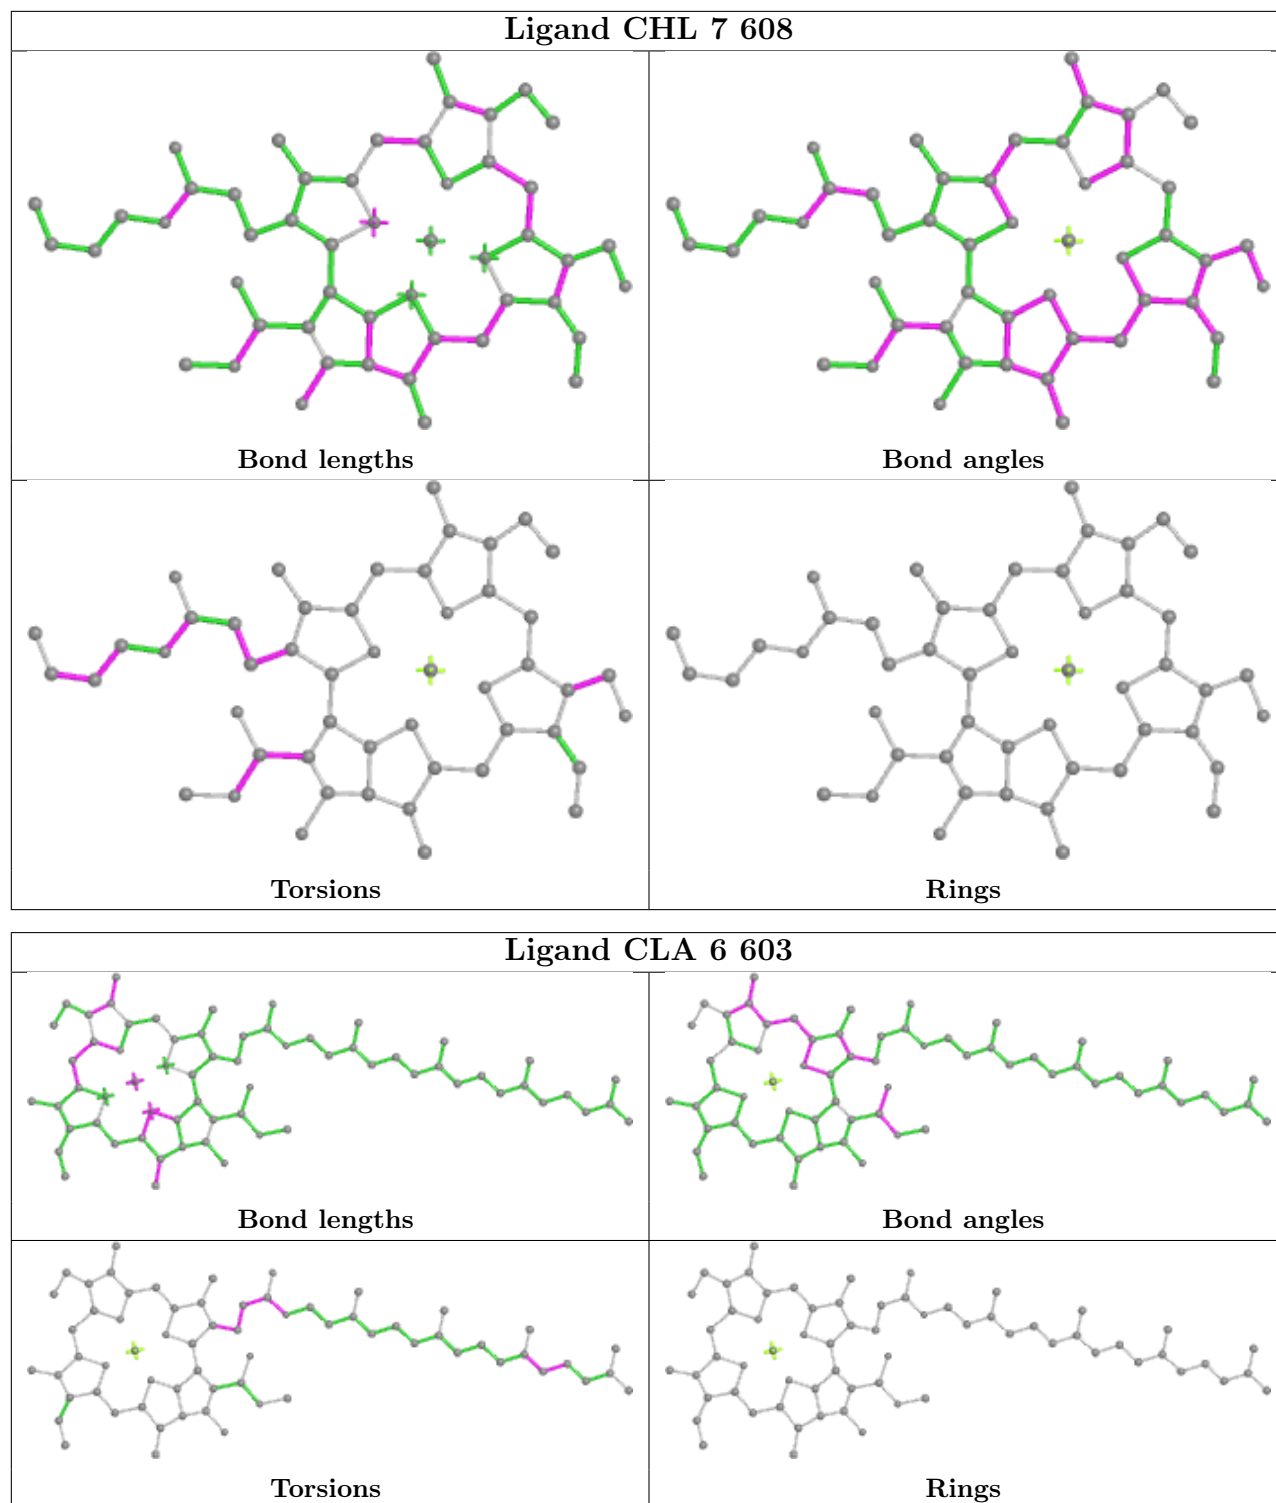 Ligand CHL 7 608
Bond lengths
Bond angles
Torsions
Rings
Ligand CLA 6 603
Bond lengths
Bond angles
Torsions
Rings